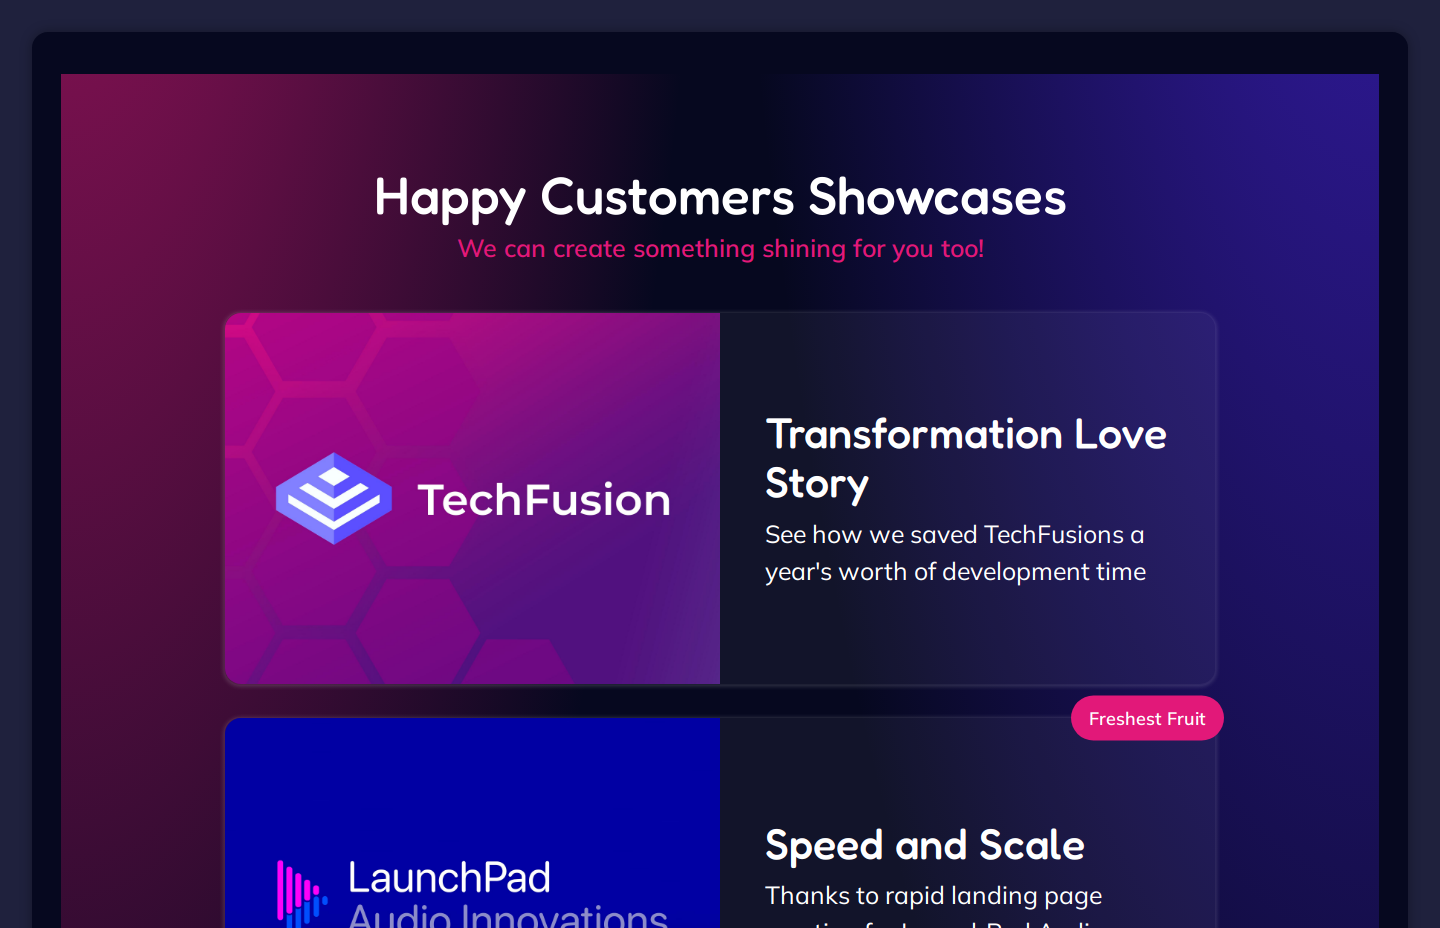 Happy Customers Showcases
We can create something shining for you too!
TechFusion
Transformation Love
Story
See how we saved TechFusions a
year's worth of development time
Freshest Fruit
LaunchPad
Audio Innovations
Speed and Scale
Thanks to rapid landing page